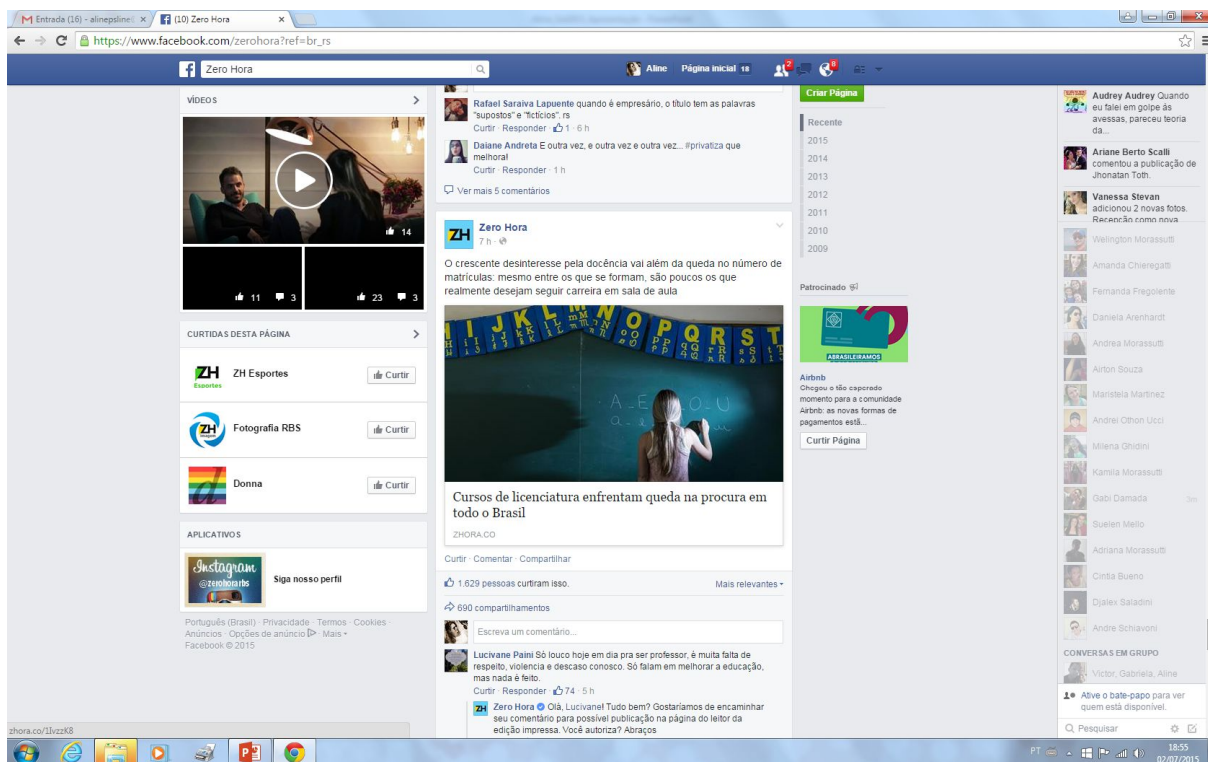 Entrada (16) - alinepsline
(10) Zero Hora
https://www.facebook.com/zerohora?ref=br_rs
Zero Hora
Aline
Página inicial 18
2
8
VÍDEOS
14
11
3
23
3
CURTIDAS DESTA PÁGINA
ZH
Esportes
ZH Esportes
Curtir
ZH
Fotografia RBS
Curtir
d
Donna
Curtir
APLICATIVOS
Instagram
@zerohorarbs
Siga nosso perfil
Português (Brasil) · Privacidade · Termos · Cookies ·
Anúncios · Opções de anúncio · Mais
Facebook © 2015
Rafael Saraiva Lapuente quando é empresário, o título tem as palavras
"supostos" e "fictícios". rs
Curtir · Responder · 1 · 6 h
Daiane Andreta E outra vez, e outra vez e outra vez... #privatiza que
melhora!
Curtir · Responder · 1 h
Ver mais 5 comentários
ZH
Zero Hora
7 h ·
O crescente desinteresse pela docência vai além da queda no número de
matrículas: mesmo entre os que se formam, são poucos os que
realmente desejam seguir carreira em sala de aula
I J K L M N O P Q R S T
A _ E _ _ O _ U
a _ e _ _ _ u
Cursos de licenciatura enfrentam queda na procura em
todo o Brasil
ZHORA.CO
Curtir · Comentar · Compartilhar
1.629 pessoas curtiram isso.
Mais relevantes
690 compartilhamentos
Escreva um comentário...
Lucivane Paini Só louco hoje em dia pra ser professor, é muita falta de
respeito, violencia e descaso conosco. Só falam em melhorar a educação,
mas nada é feito.
Curtir · Responder · 74 · 5 h
ZH
Zero Hora Olá, Lucivane! Tudo bem? Gostaríamos de encaminhar
seu comentário para possível publicação na página do leitor da
edição impressa. Você autoriza? Abraços
Criar Página
Recente
2015
2014
2013
2012
2011
2010
2009
Patrocinado
ABRASILEIRAMOS
Airbnb
Chegou o tão esperado
momento para a comunidade
Airbnb: as novas formas de
pagamentos estã...
Curtir Página
Audrey Audrey Quando
eu falei em golpe às
avessas, pareceu teoria
da...
Ariane Berto Scalli
comentou a publicação de
Jhonatan Toth.
Vanessa Stevan
adicionou 2 novas fotos.
Recepção como nova
Welington Morassutti
Amanda Chieregatti
Fernanda Fregolente
Daniela Arenhardt
Andrea Morassutti
Airton Souza
Maristela Martinez
Andrei Othon Ucci
Milena Ghidini
Kamila Morassutti
Gabi Damada
3m
Suelen Mello
Adriana Morassutti
Cintia Bueno
Djalex Saladini
Andre Schiavoni
CONVERSAS EM GRUPO
Victor, Gabriela, Aline
Ative o bate-papo para ver
quem está disponível.
Pesquisar
zhora.co/1IvzzK8
PT
18:55
02/07/2015